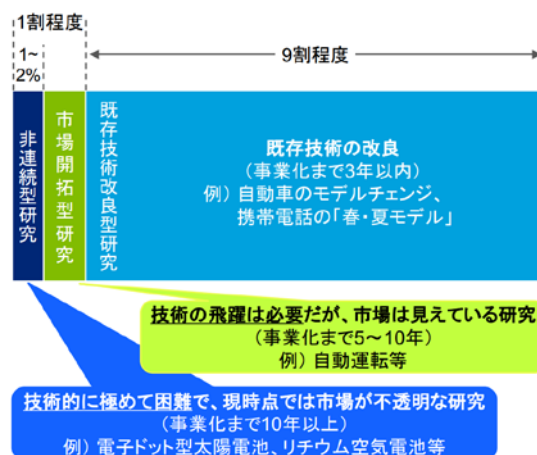 1割程度
1~
2%
9割程度
非連続型研究
市場開拓型研究
既存技術改良型研究
既存技術の改良
（事業化まで3年以内）
例）自動車のモデルチェンジ、
携帯電話の「春・夏モデル」
技術の飛躍は必要だが、市場は見えている研究
（事業化まで5～10年）
例）自動運転等
技術的に極めて困難で、現時点では市場が不透明な研究
（事業化まで10年以上）
例）電子ドット型太陽電池、リチウム空気電池等